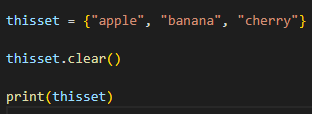 thisset = {"apple", "banana", "cherry"}
thisset.clear()
print(thisset)